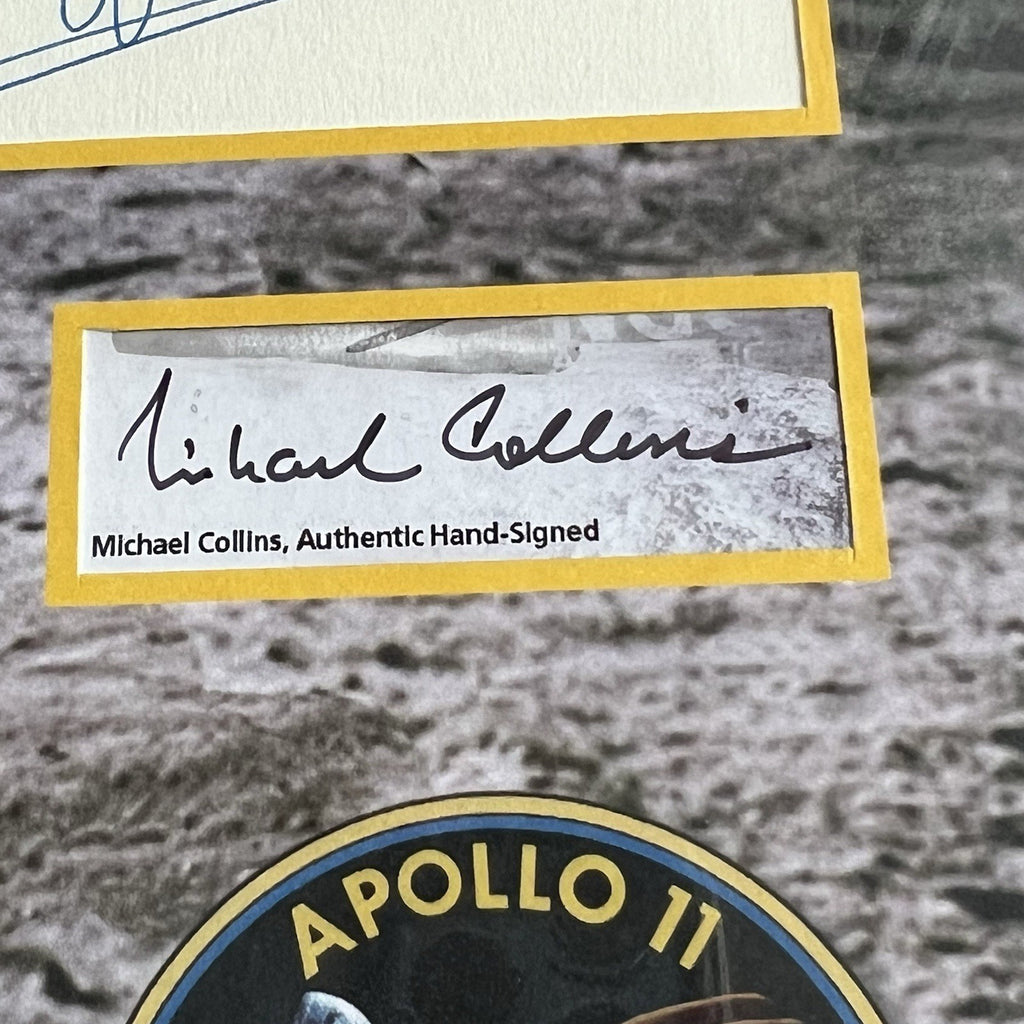 Michael Collins
Michael Collins, Authentic Hand-Signed
APOLLO 11